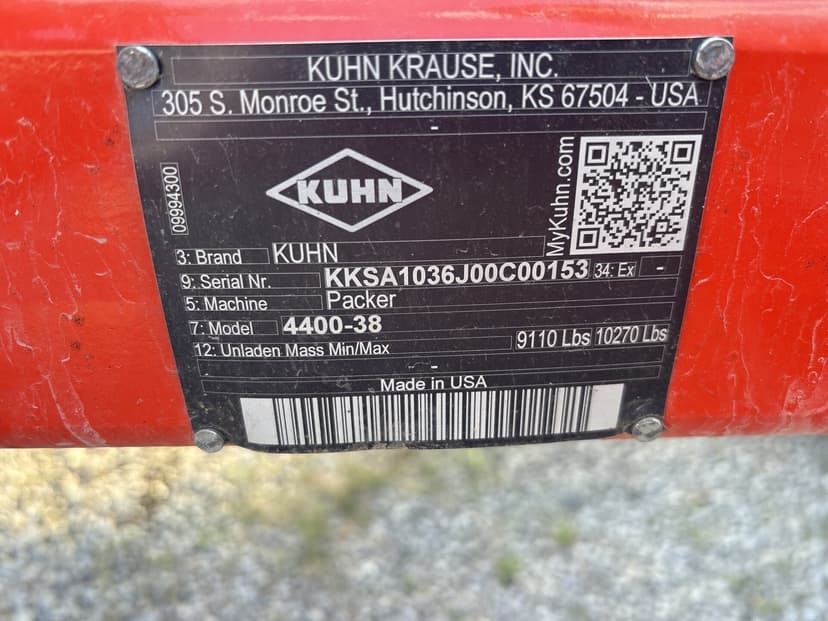 KUHN KRAUSE, INC.
305 S. Monroe St., Hutchinson, KS 67504 - USA
-
09994300
KUHN
MyKuhn.com
3: Brand KUHN
9: Serial Nr. KKSA1036J00C00153 34: Ex -
5: Machine Packer
7: Model 4400-38
12: Unladen Mass Min/Max 9110 Lbs 10270 Lbs
-
Made in USA